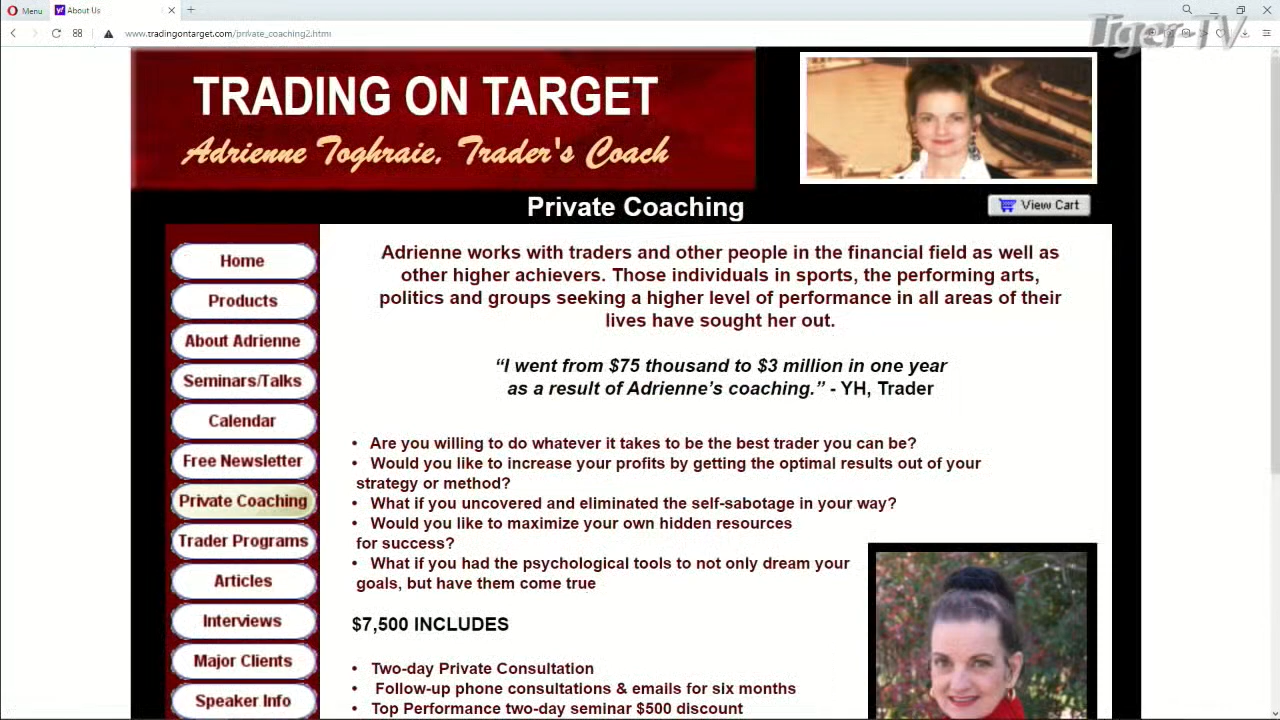 Menu
About Us
Tiger-TV
www.tradingontarget.com/private_coaching2.html
TRADING ON TARGET
Adrienne Toghraie, Trader's Coach
Private Coaching
View Cart
Home
Products
About Adrienne
Seminars/Talks
Calendar
Free Newsletter
Private Coaching
Trader Programs
Articles
Interviews
Major Clients
Speaker Info
Adrienne works with traders and other people in the financial field as well as
other higher achievers. Those individuals in sports, the performing arts,
politics and groups seeking a higher level of performance in all areas of their
lives have sought her out.
“I went from $75 thousand to $3 million in one year
as a result of Adrienne’s coaching.” - YH, Trader
• Are you willing to do whatever it takes to be the best trader you can be?
• Would you like to increase your profits by getting the optimal results out of your
strategy or method?
• What if you uncovered and eliminated the self-sabotage in your way?
• Would you like to maximize your own hidden resources
for success?
• What if you had the psychological tools to not only dream your
goals, but have them come true
$7,500 INCLUDES
• Two-day Private Consultation
• Follow-up phone consultations & emails for six months
• Top Performance two-day seminar $500 discount